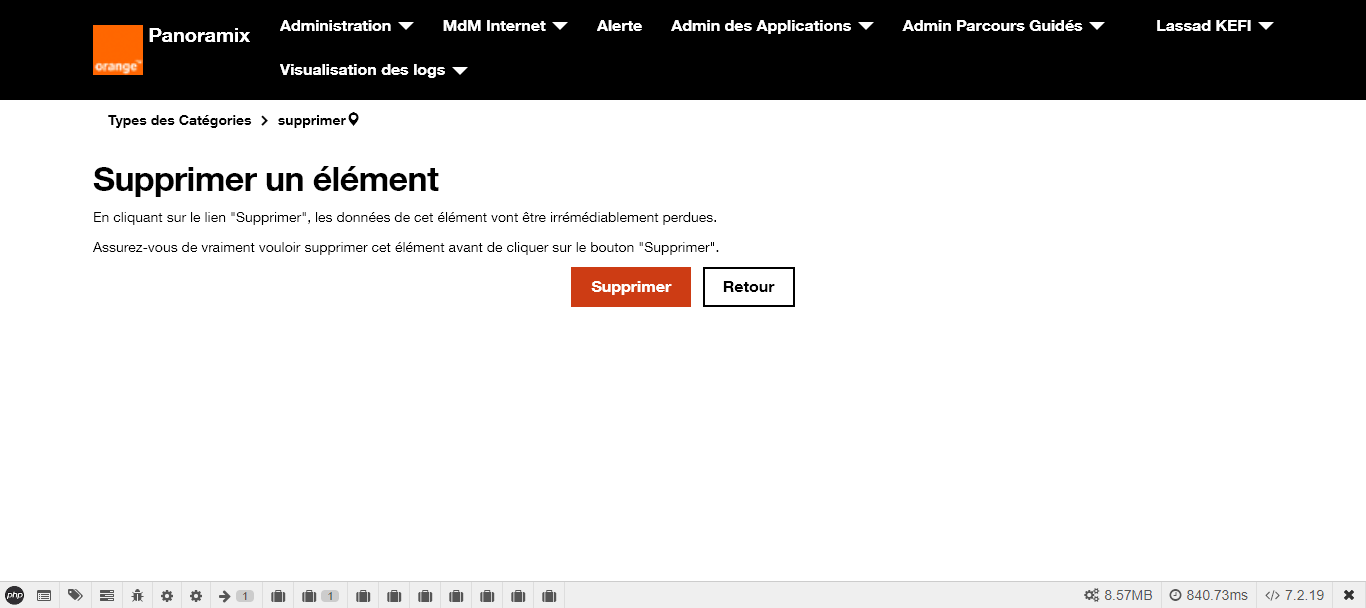 Administration
MdM Internet
Alerte
Admin des Applications
Admin Parcours Guidés
Lassad KEFI
Panoramix
orange™
Visualisation des logs
Types des Catégories
supprimer
Supprimer un élément
En cliquant sur le lien "Supprimer", les données de cet élément vont être irrémédiablement perdues.
Assurez-vous de vraiment vouloir supprimer cet élément avant de cliquer sur le bouton "Supprimer".
Supprimer
Retour
php
1
1
8.57MB
840.73ms
</> 7.2.19